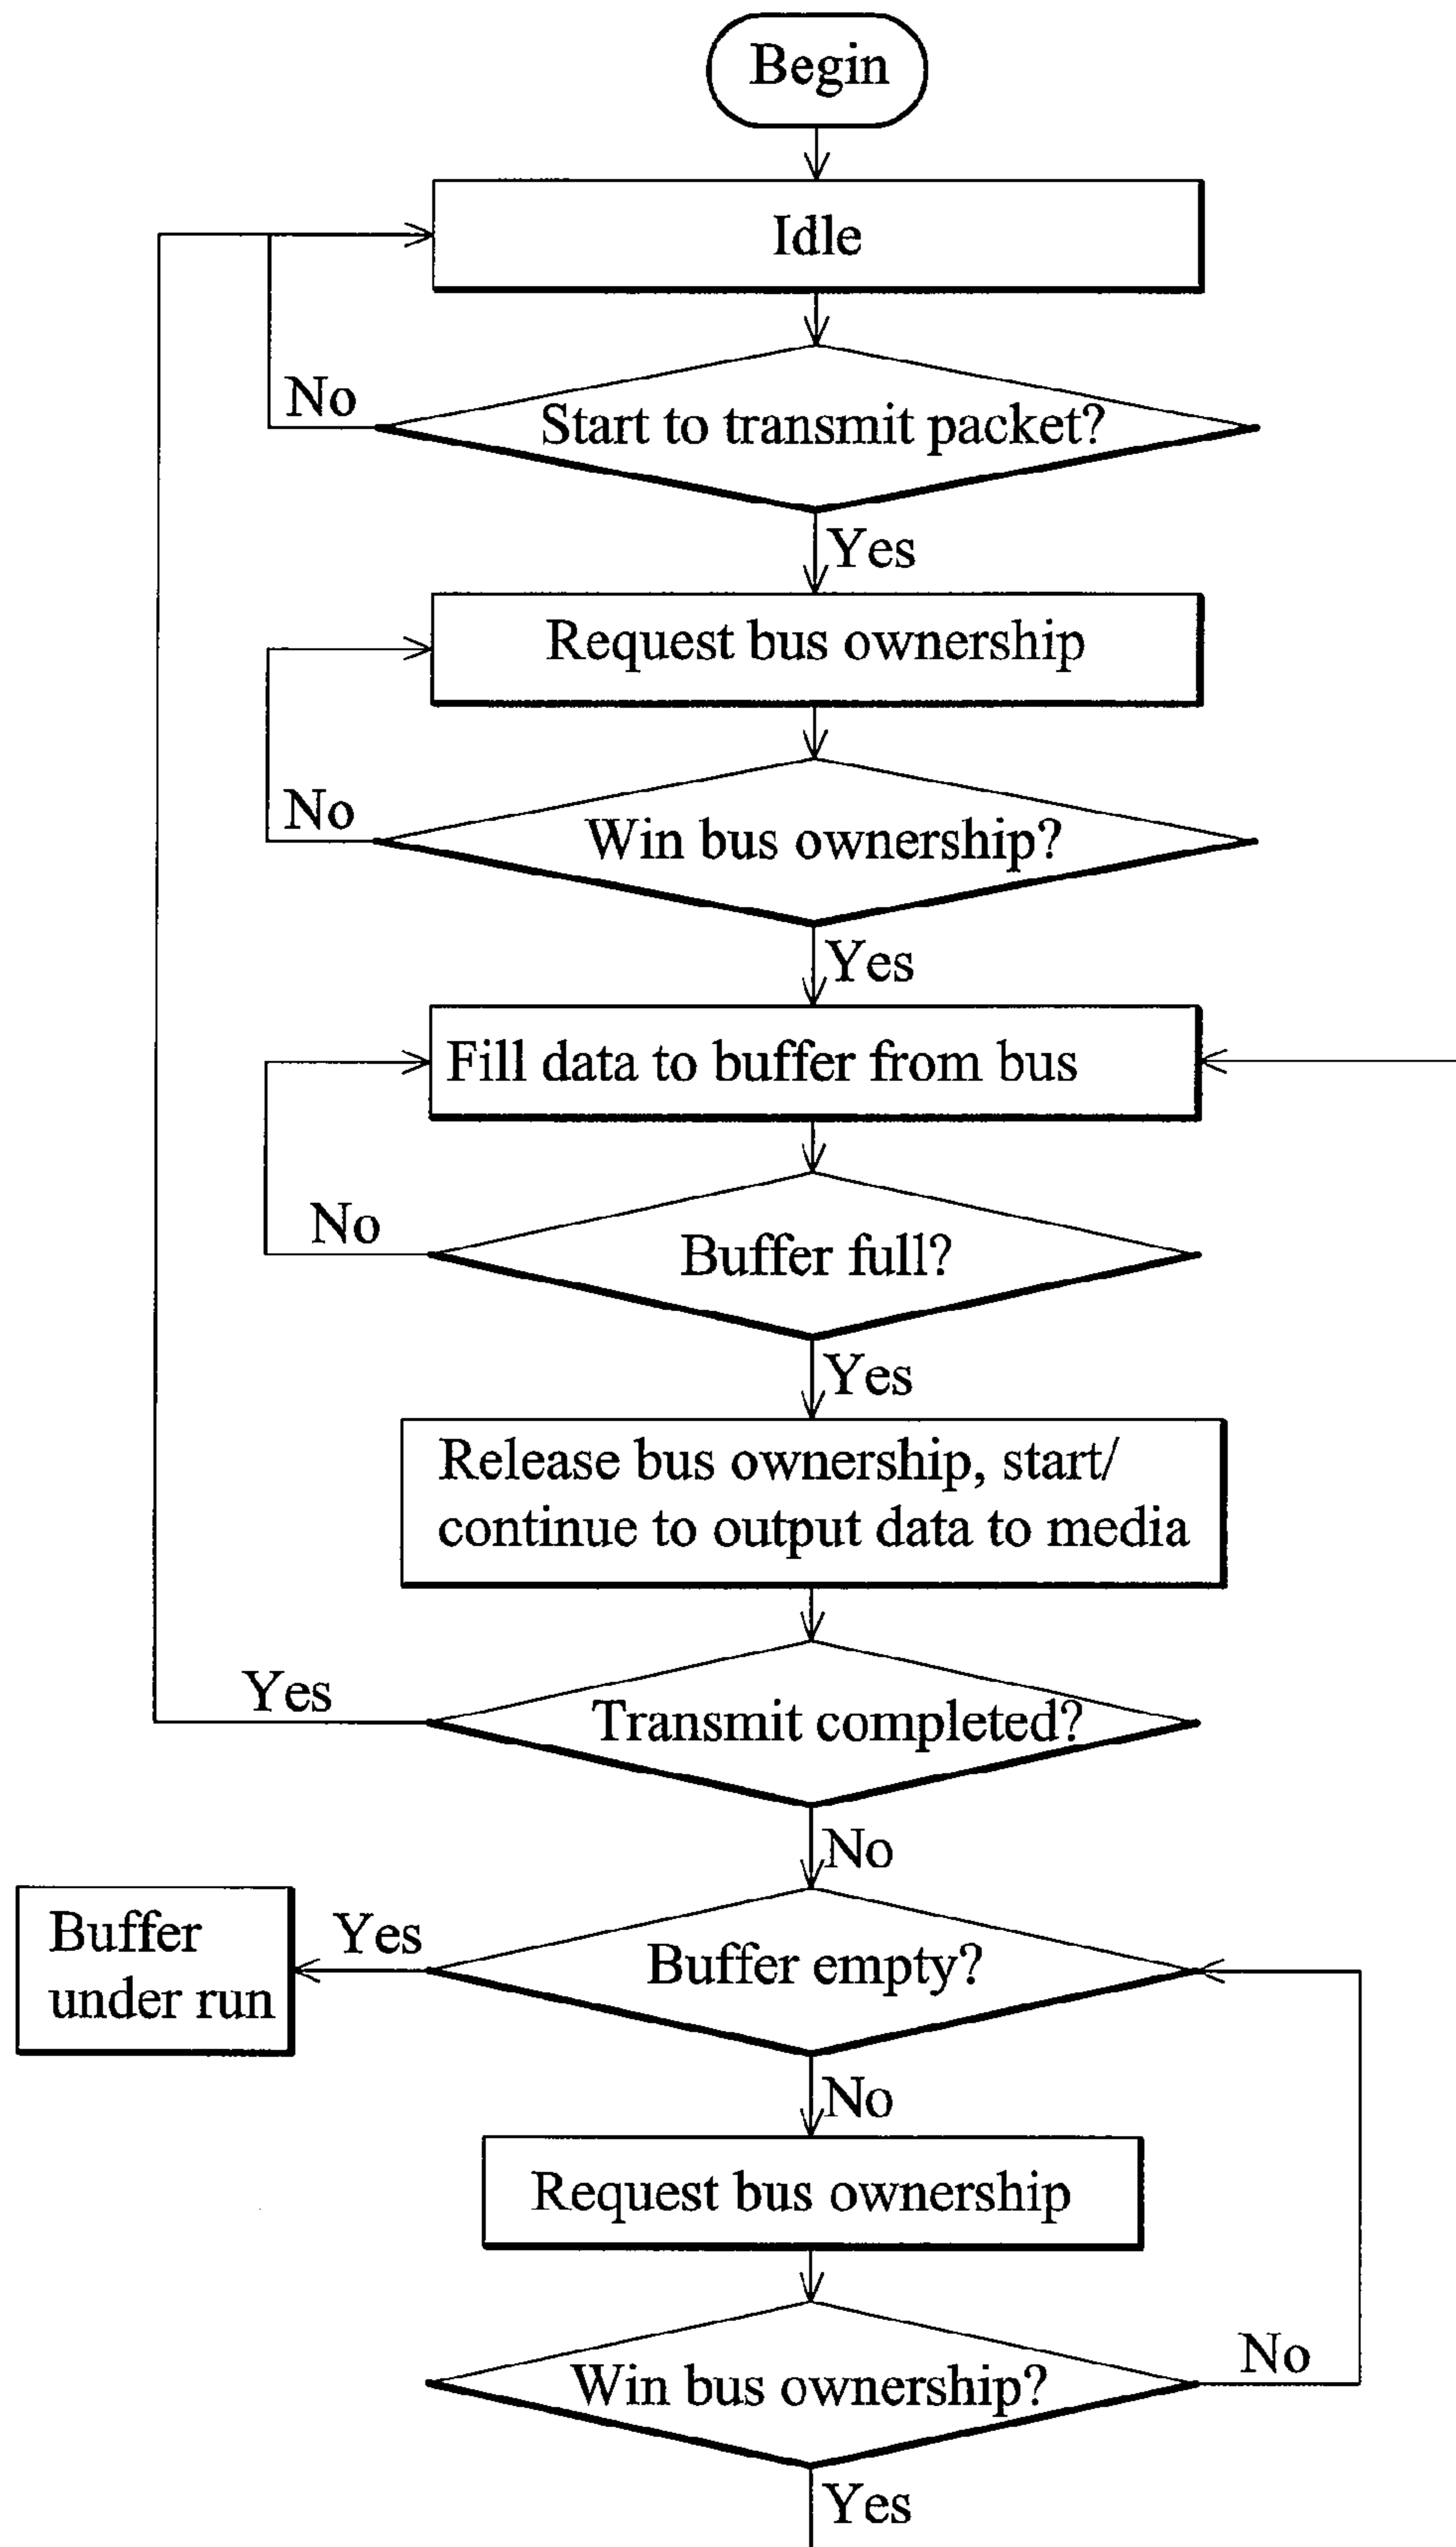 Begin
Idle
No
Start to transmit packet?
Yes
Request bus ownership
No
Win bus ownership?
Yes
Fill data to buffer from bus
No
Buffer full?
Yes
Release bus ownership, start/
continue to output data to media
Yes
Transmit completed?
No
Buffer
under run
Yes
Buffer empty?
No
Request bus ownership
No
Win bus ownership?
Yes